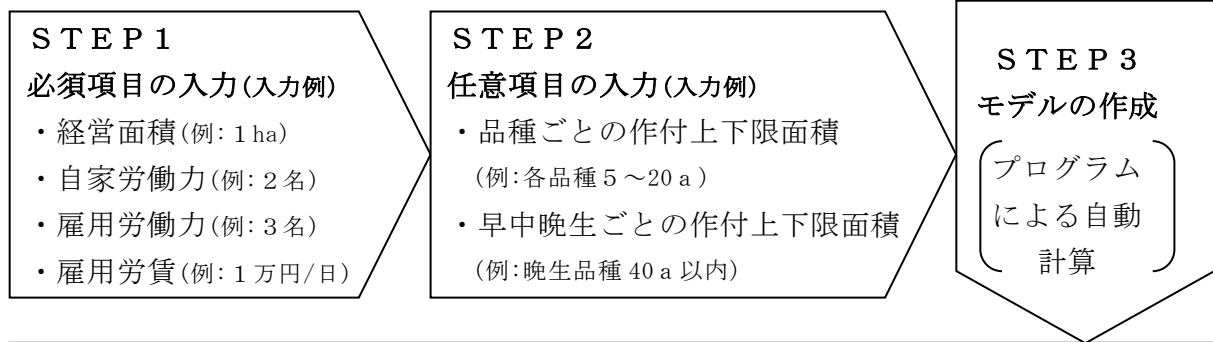 ＳＴＥＰ１
必須項目の入力(入力例)
・経営面積(例:１ha)
・自家労働力(例:２名)
・雇用労働力(例:３名)
・雇用労賃(例:１万円/日)
ＳＴＥＰ２
任意項目の入力(入力例)
・品種ごとの作付上下限面積
(例:各品種５～20ａ)
・早中晩生ごとの作付上下限面積
(例:晩生品種40ａ以内)
ＳＴＥＰ３
モデルの作成
プログラム
による自動
計算